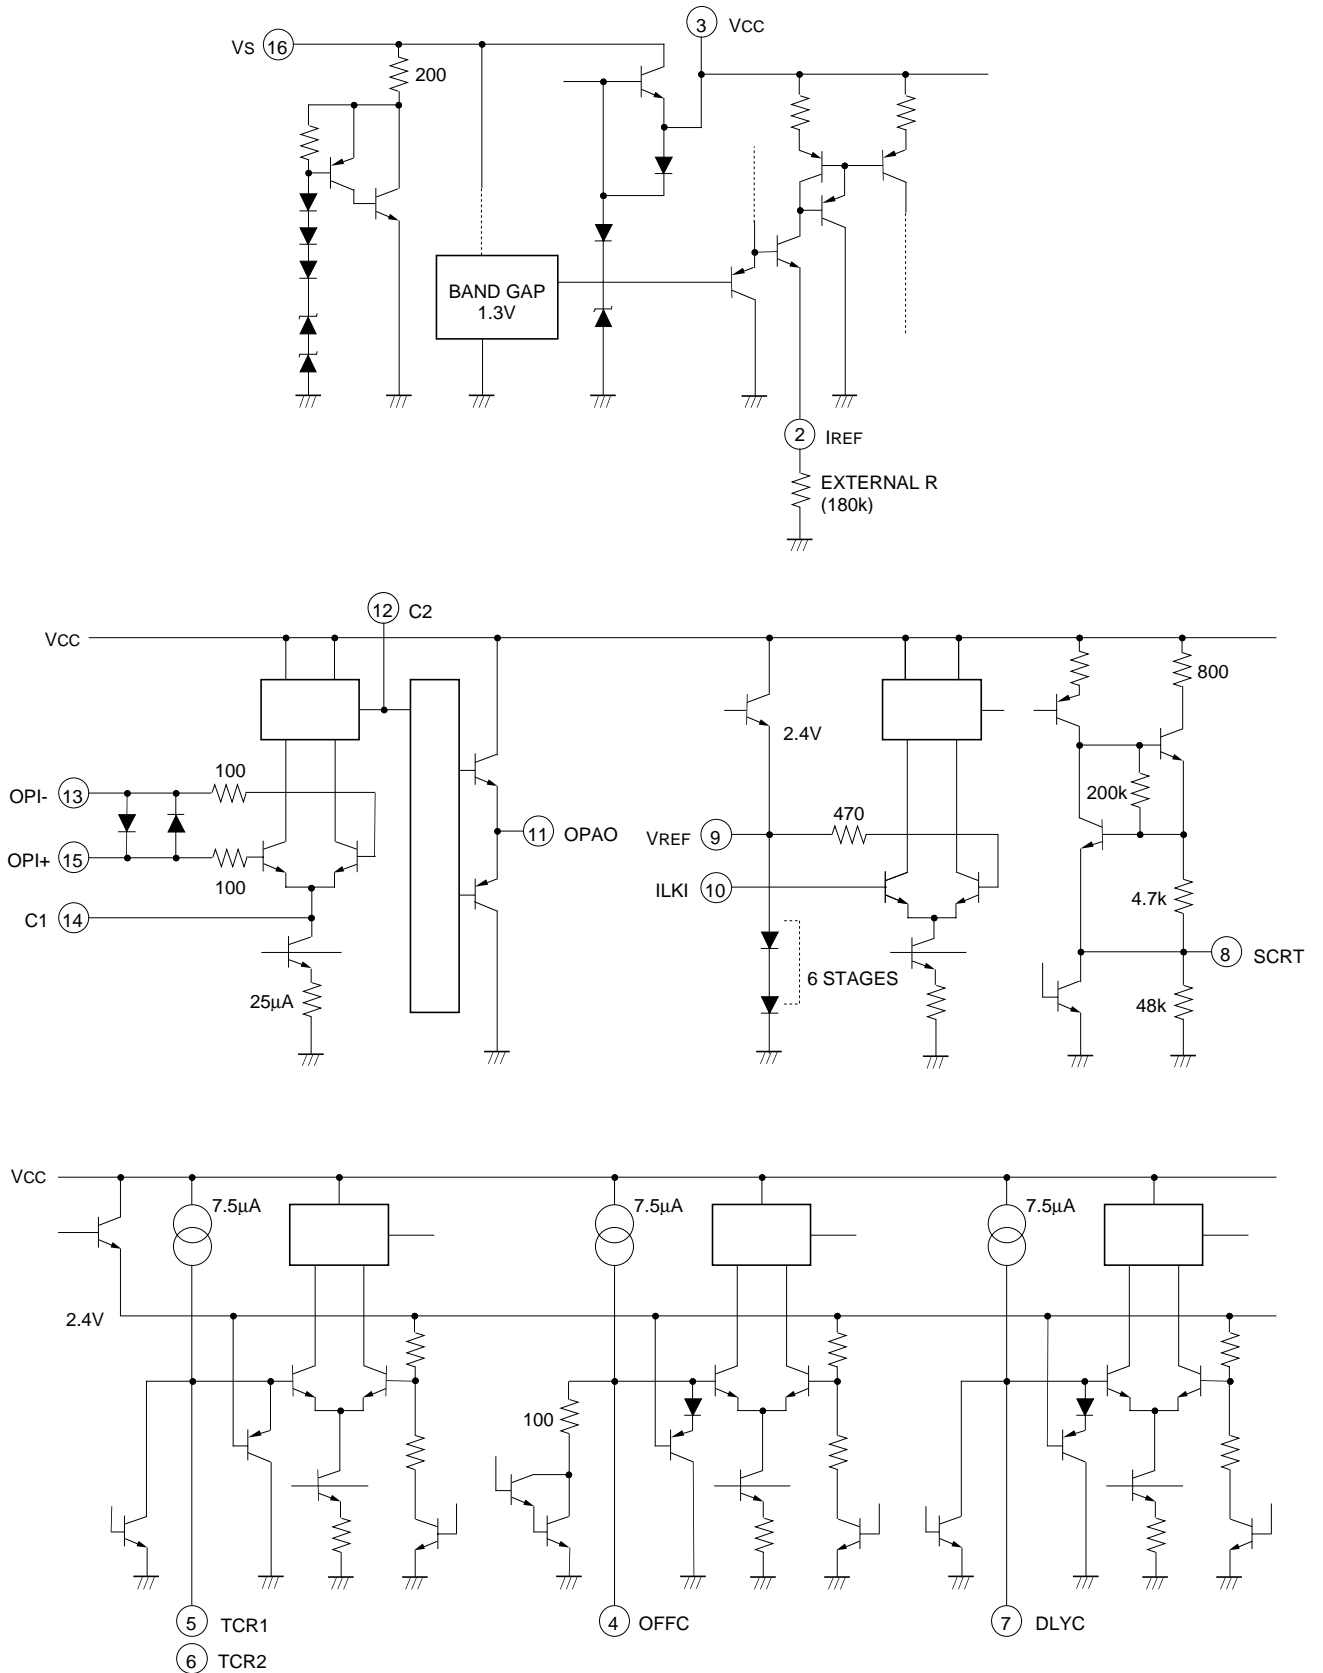 3 VCC
VS 16
200
BAND GAP
1.3V
2 IREF
EXTERNAL R
(180k)
12 C2
VCC
800
2.4V
100
OPI- 13
200k
470
11 OPAO
VREF 9
OPI+ 15
100
ILKI 10
4.7k
C1 14
8 SCRT
6 STAGES
25µA
48k
VCC
7.5µA
7.5µA
7.5µA
2.4V
100
5 TCR1
4 OFFC
7 DLYC
6 TCR2